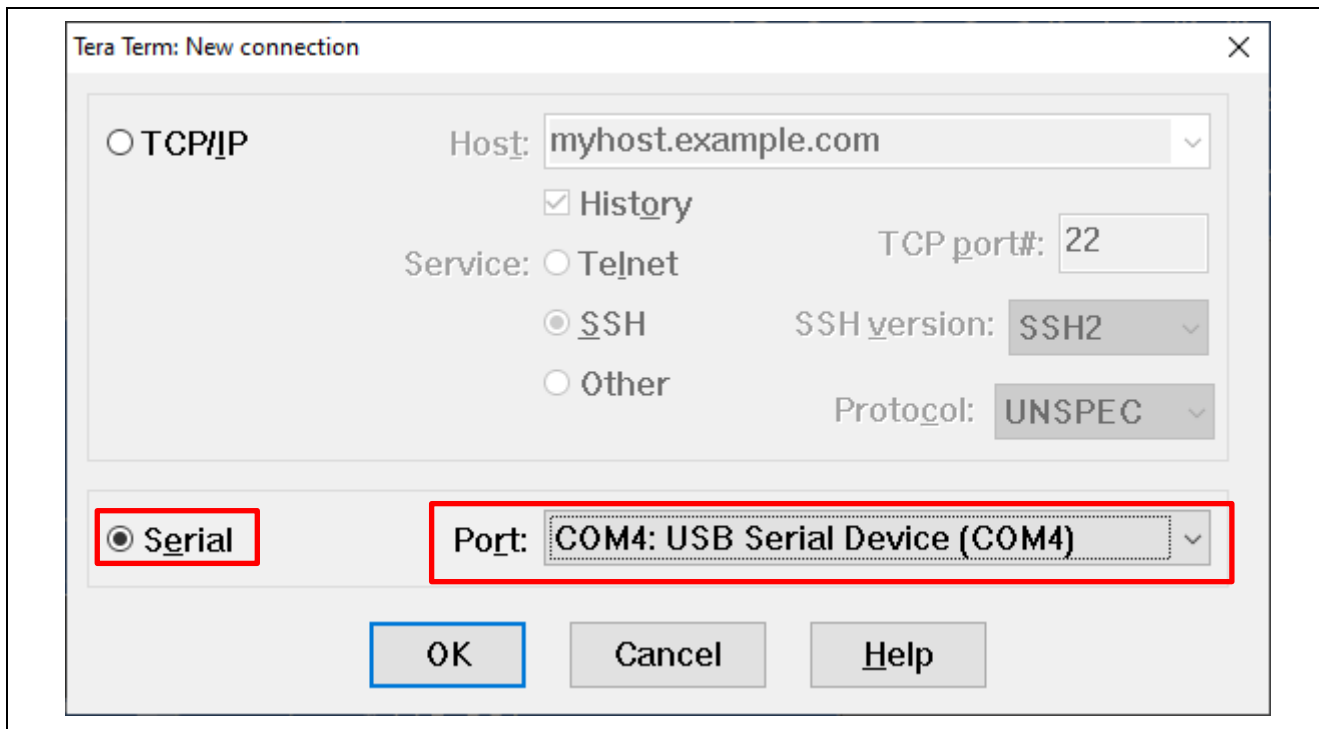 Tera Term: New connection
TCP/IP
Host: myhost.example.com
History
Service: Telnet
TCP port#: 22
SSH
SSH version: SSH2
Other
Protocol: UNSPEC
Serial
Port: COM4: USB Serial Device (COM4)
OK Cancel Help